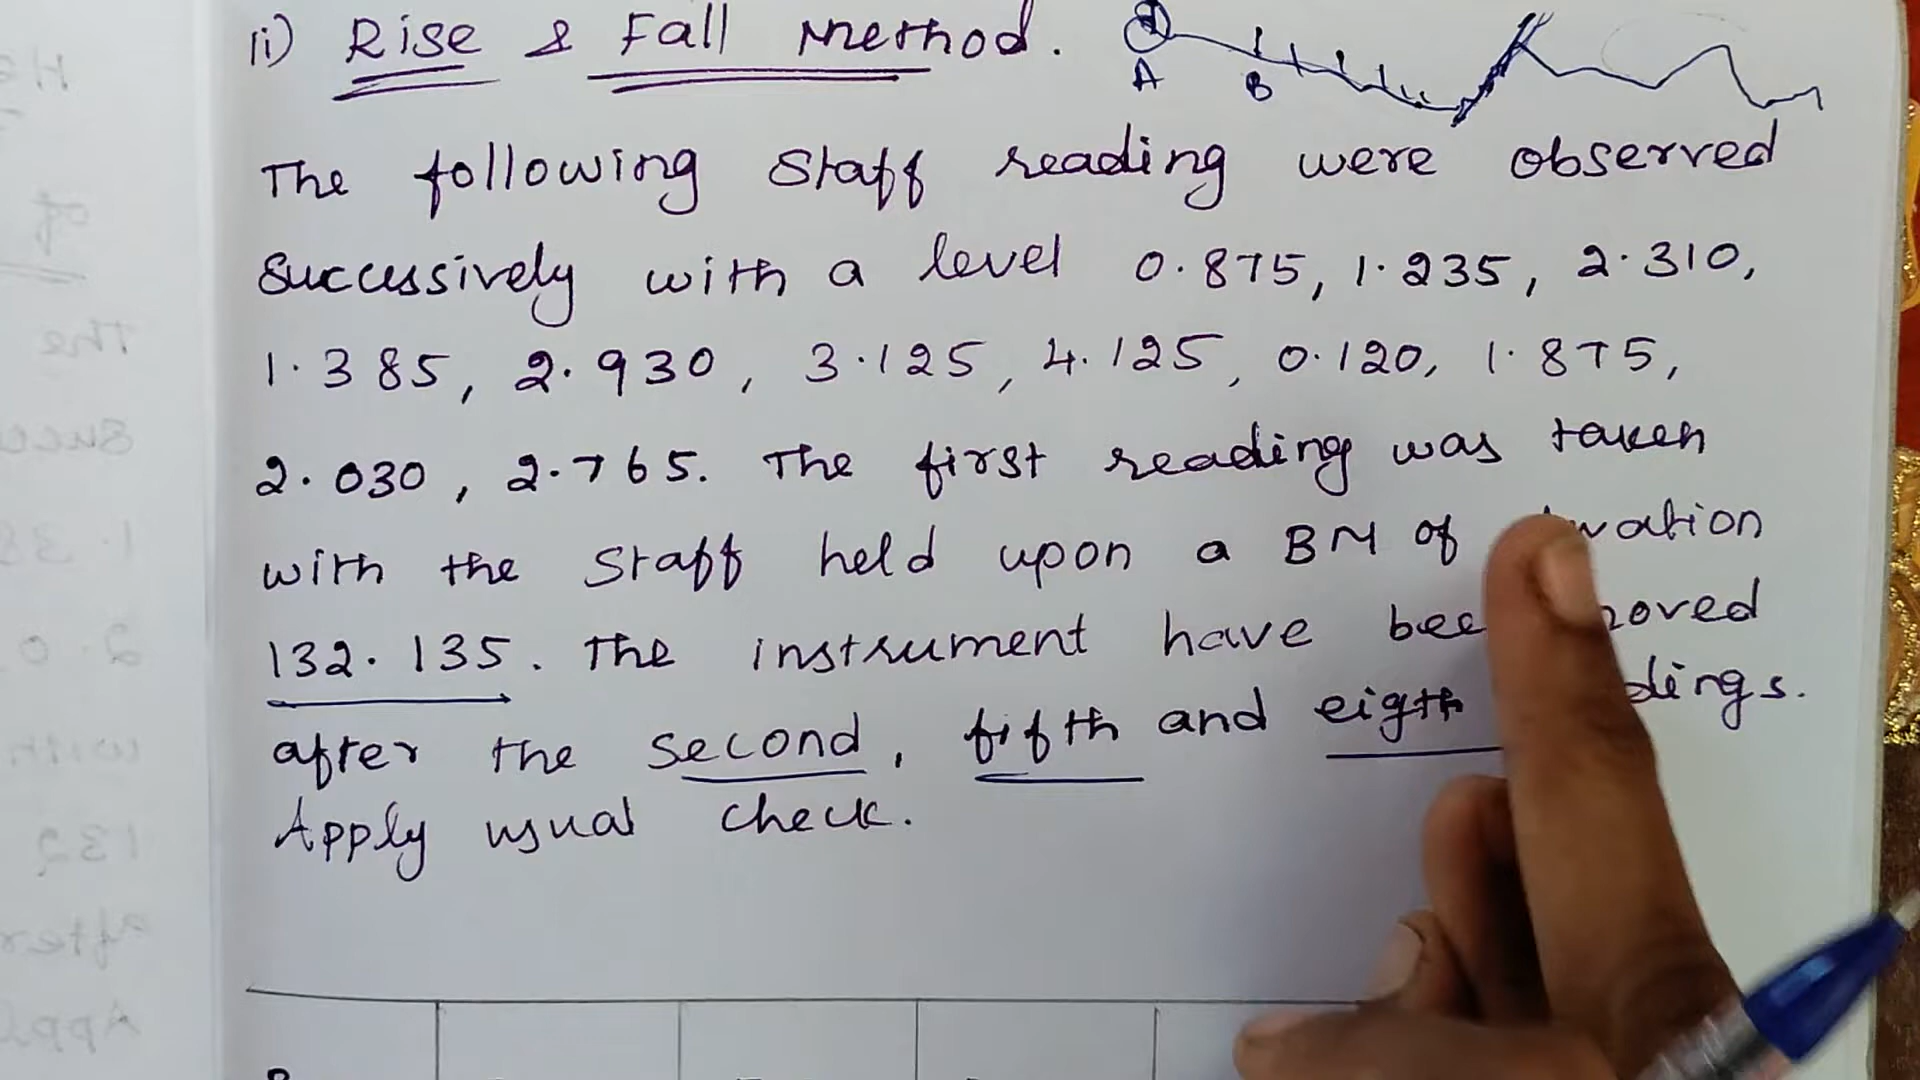 ii) Rise & Fall Method.
A B
The following Staff reading were observed
Successively with a level 0.875, 1.235, 2.310,
1.385, 2.930, 3.125, 4.125, 0.120, 1.875,
2.030, 2.765. The first reading was taken
with the Staff held upon a BM of
132.135. The instrument have
after the second, fifth and eigth
Apply usual check.